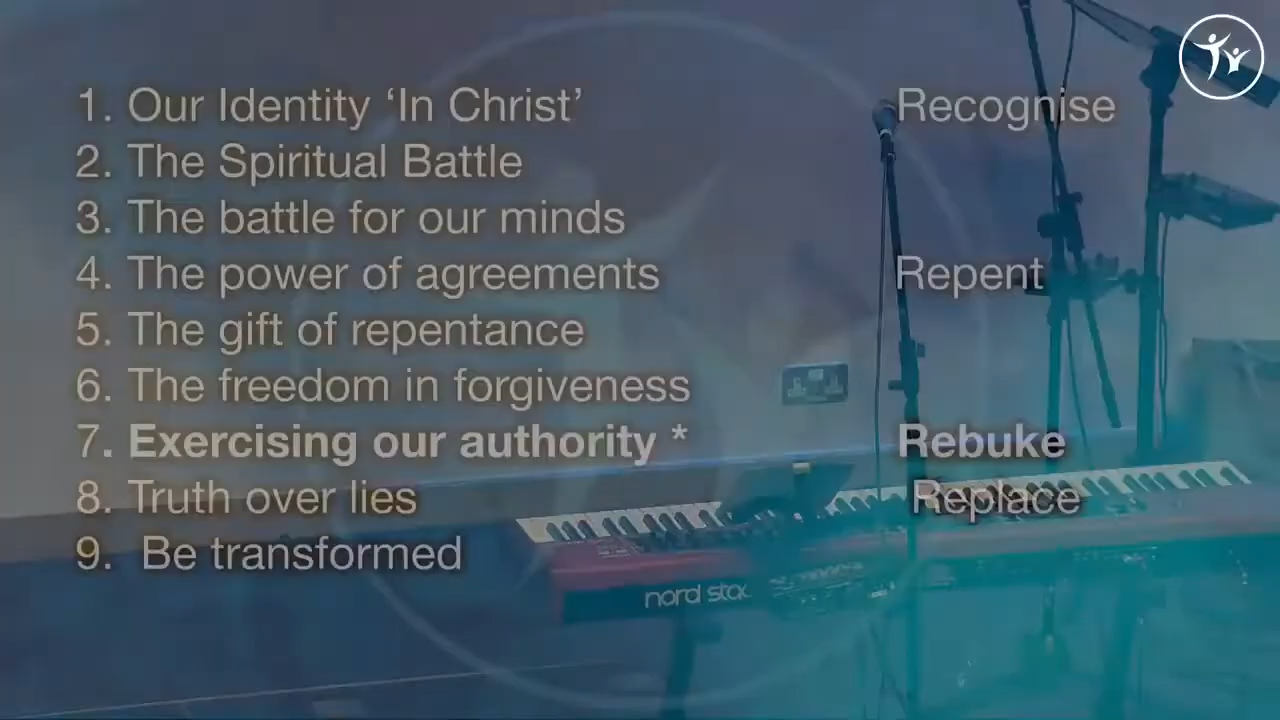 1. Our Identity ‘In Christ’ Recognise
2. The Spiritual Battle
3. The battle for our minds
4. The power of agreements Repent
5. The gift of repentance
6. The freedom in forgiveness
7. Exercising our authority * Rebuke
8. Truth over lies Replace
9. Be transformed
nord